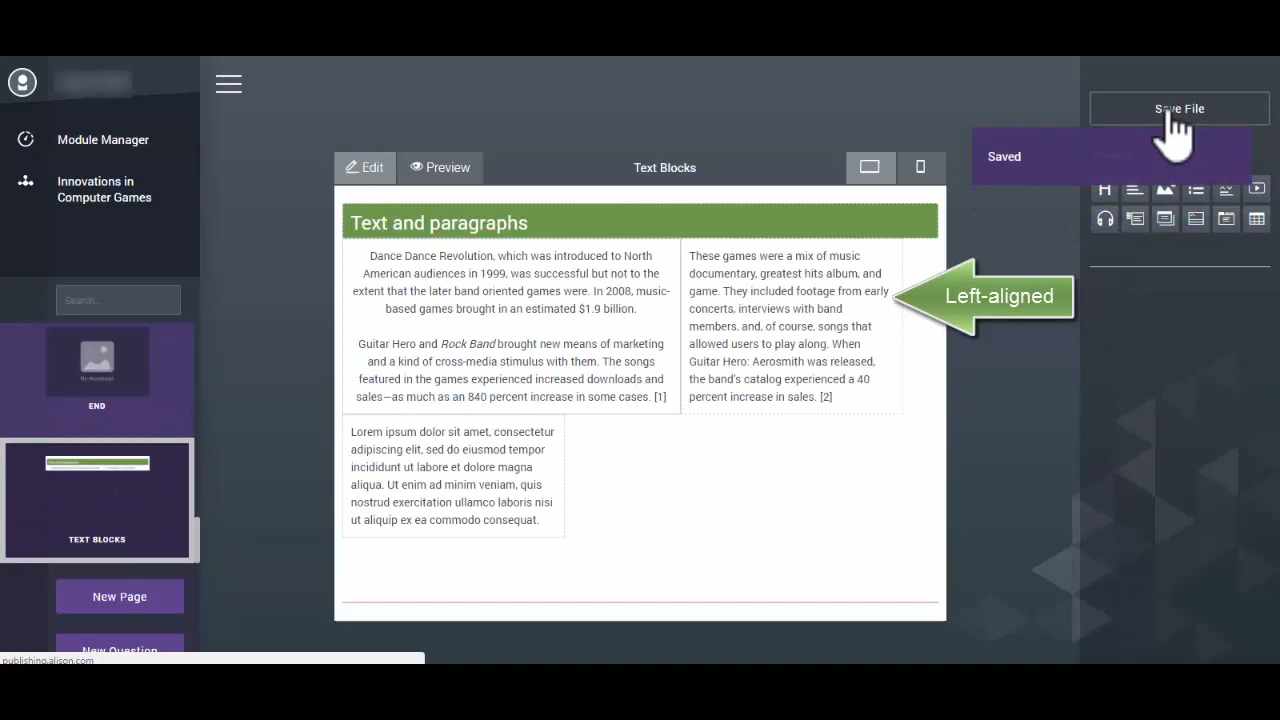 Save File
Module Manager
Saved
Edit
Preview
Text Blocks
Innovations in
Computer Games
Text and paragraphs
Dance Dance Revolution, which was introduced to North
American audiences in 1999, was successful but not to the
extent that the later band oriented games were. In 2008, music-
based games brought in an estimated $1.9 billion.
Guitar Hero and Rock Band brought new means of marketing
and a kind of cross-media stimulus with them. The songs
featured in the games experienced increased downloads and
sales—as much as an 840 percent increase in some cases. [1]
These games were a mix of music
documentary, greatest hits album, and
game. They included footage from early
concerts, interviews with band
members, and, of course, songs that
allowed users to play along. When
Guitar Hero: Aerosmith was released,
the band's catalog experienced a 40
percent increase in sales. [2]
Left-aligned
Search...
No thumbnail
END
Lorem ipsum dolor sit amet, consectetur
adipiscing elit, sed do eiusmod tempor
incididunt ut labore et dolore magna
aliqua. Ut enim ad minim veniam, quis
nostrud exercitation ullamco laboris nisi
ut aliquip ex ea commodo consequat.
TEXT BLOCKS
New Page
New Question
publishing.alison.com